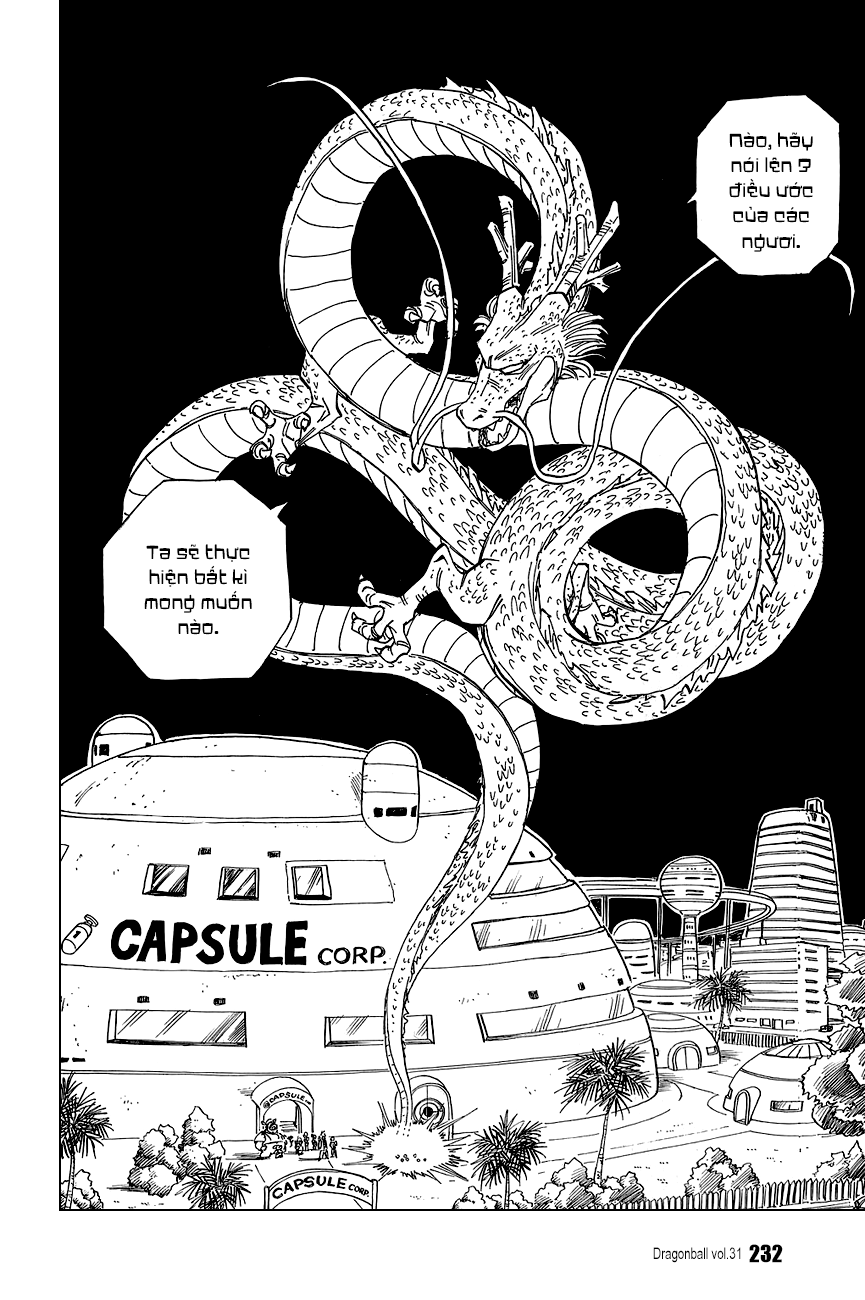 Nào, hãy
nói lên 3
điều ước
của các
ngươi.
Ta sẽ thực
hiện bất kì
mong muốn
nào.
CAPSULE CORP.
CAPSULE
CAPSULE CORP.
Dragonball vol.31 232